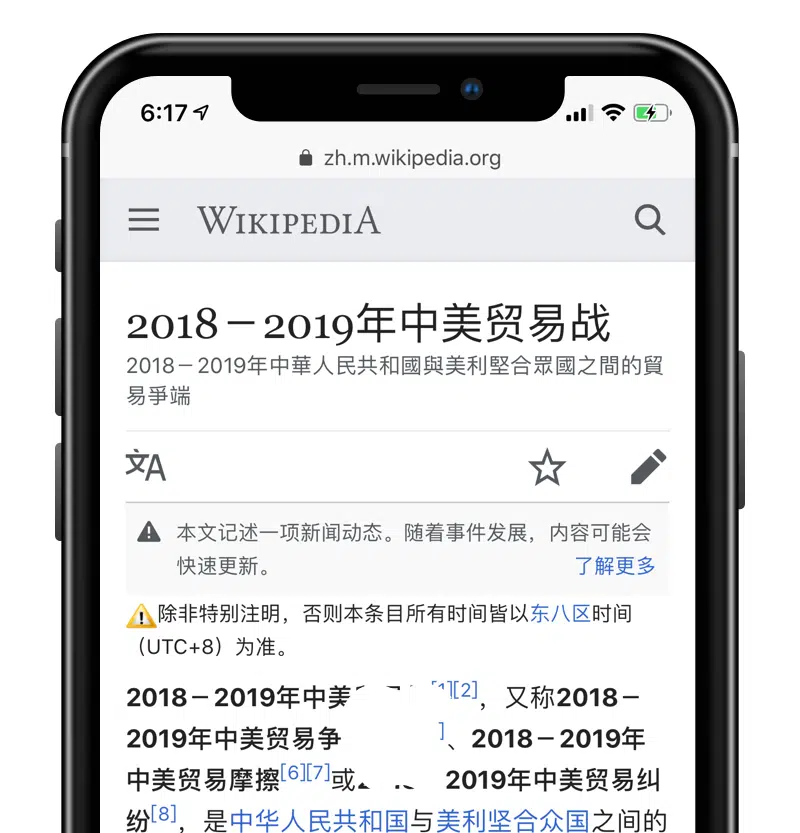 6:17
zh.m.wikipedia.org
WIKIPEDIA
2018－2019年中美贸易战
2018－2019年中華人民共和國與美利堅合眾國之間的貿
易爭端
文A
本文记述一项新闻动态。随着事件发展，内容可能会
快速更新。 了解更多
除非特别注明，否则本条目所有时间皆以东八区时间
（UTC+8）为准。
2018－2019年中美 [1][2]，又称2018－
2019年中美贸易争 ]、2018－2019年
中美贸易摩擦[6][7]或 2019年中美贸易纠
纷[8]，是中华人民共和国与美利坚合众国之间的